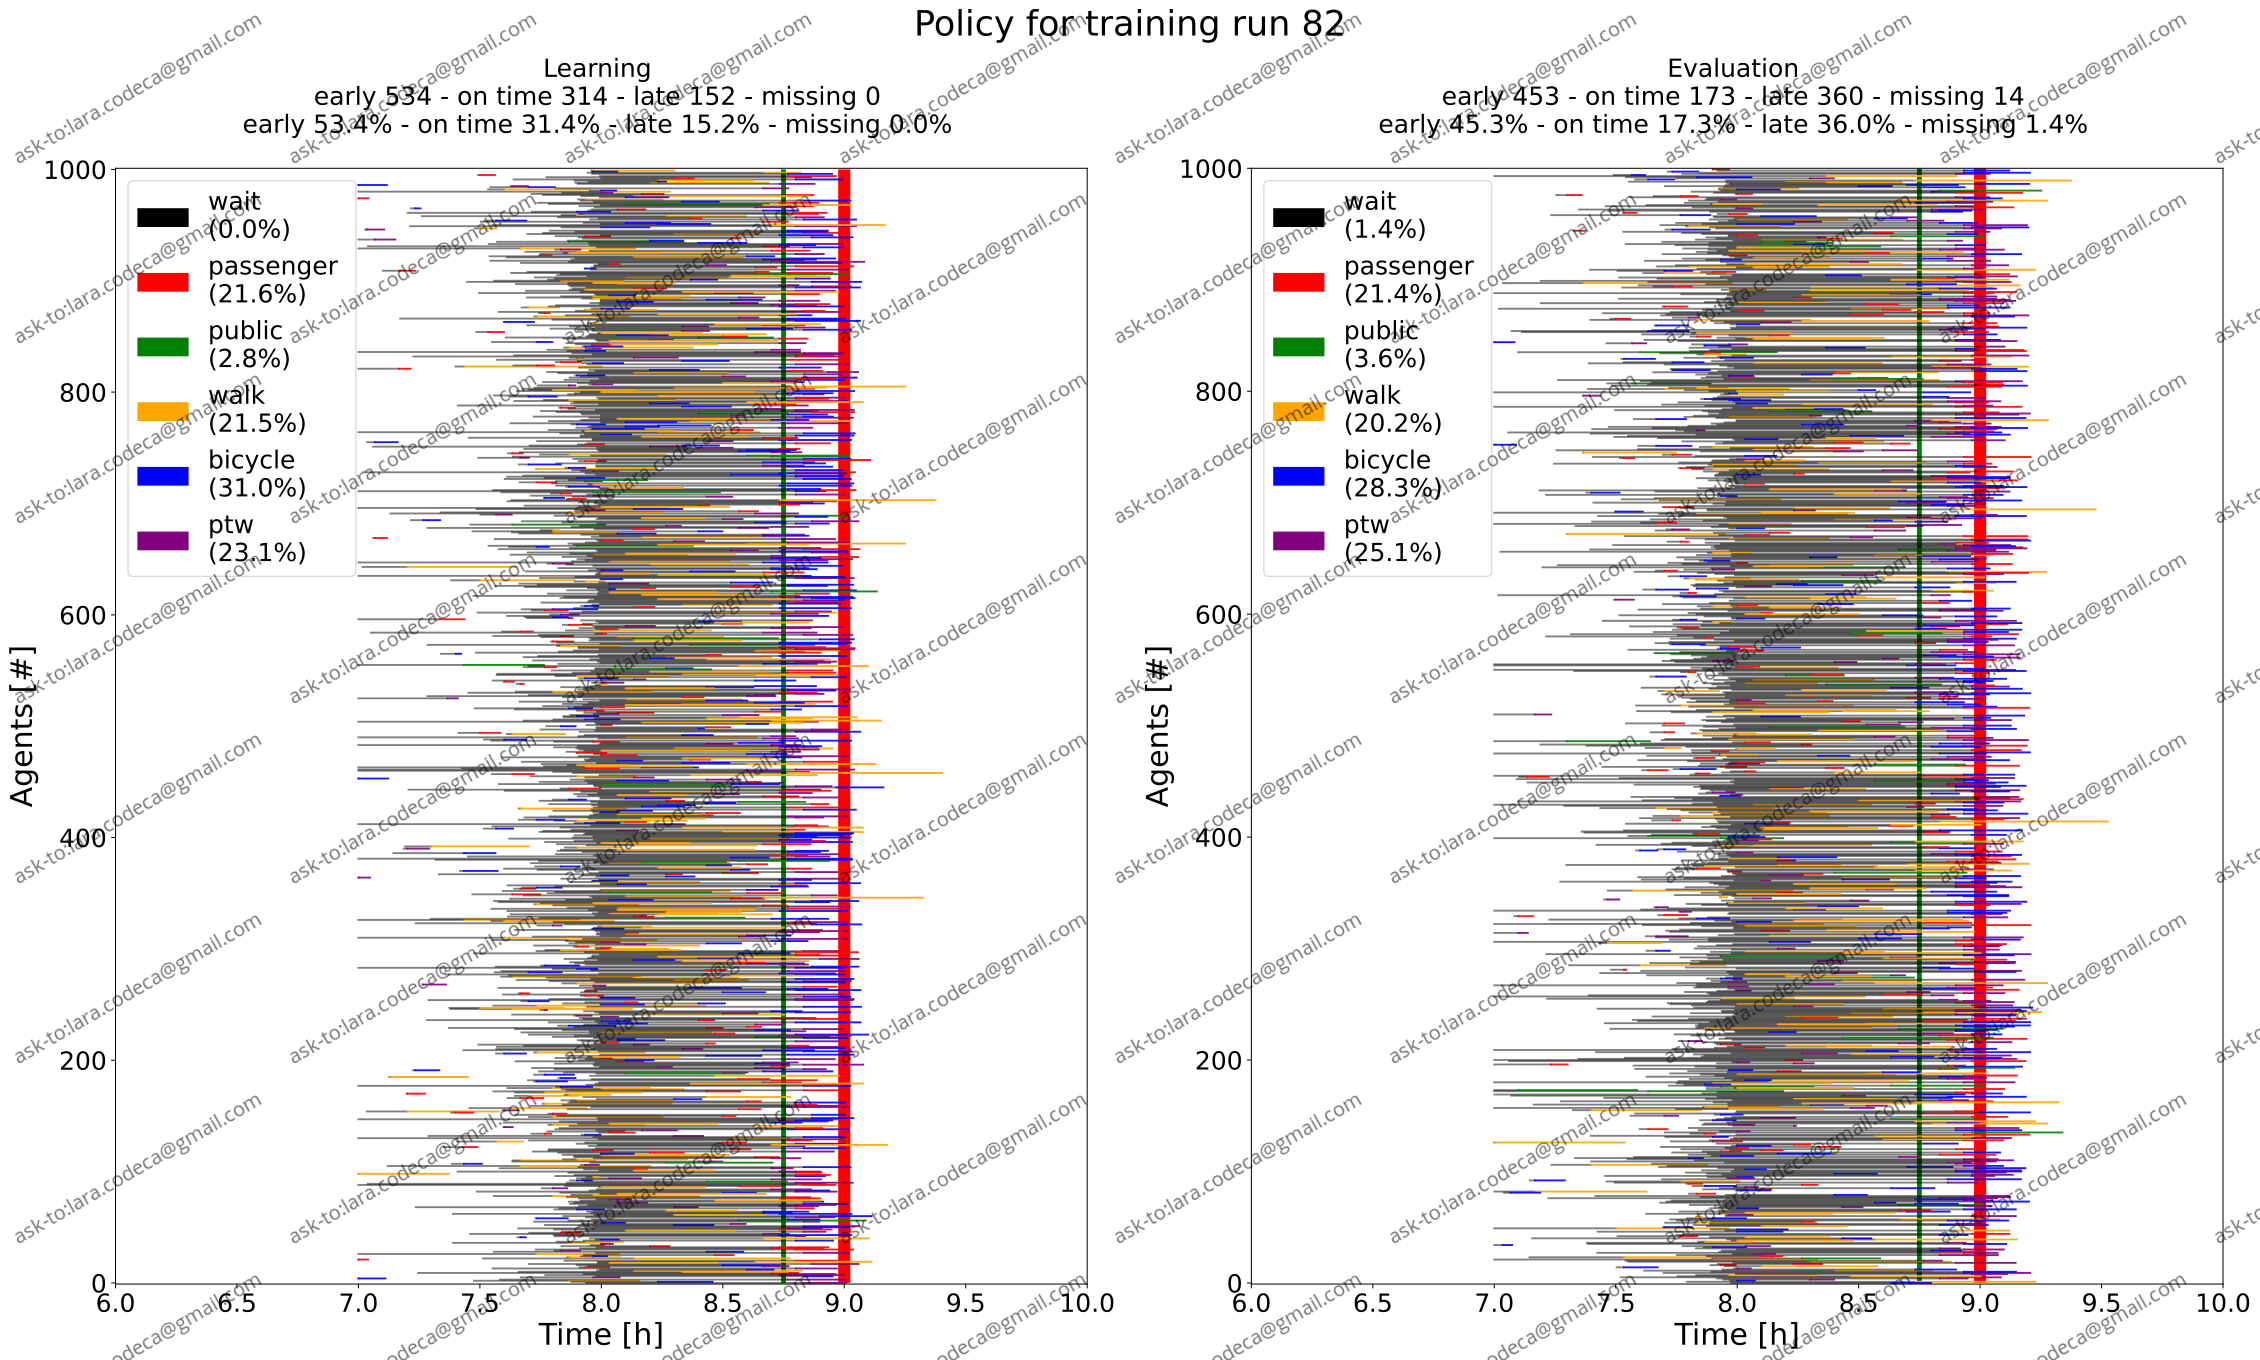 Policy for training run 82
Learning
early 534 - on time 314 - late 152 - missing 0
early 53.4% - on time 31.4% - late 15.2% - missing 0.0%
Agents [#]
1000
800
600
400
200
0
wait
(0.0%)
passenger
(21.6%)
public
(2.8%)
walk
(21.5%)
bicycle
(31.0%)
ptw
(23.1%)
6.0 6.5 7.0 7.5 8.0 8.5 9.0 9.5 10.0
Time [h]
Evaluation
early 453 - on time 173 - late 360 - missing 14
early 45.3% - on time 17.3% - late 36.0% - missing 1.4%
Agents [#]
1000
800
600
400
200
0
wait
(1.4%)
passenger
(21.4%)
public
(3.6%)
walk
(20.2%)
bicycle
(28.3%)
ptw
(25.1%)
6.0 6.5 7.0 7.5 8.0 8.5 9.0 9.5 10.0
Time [h]
ask-to:lara.codeca@gmail.com